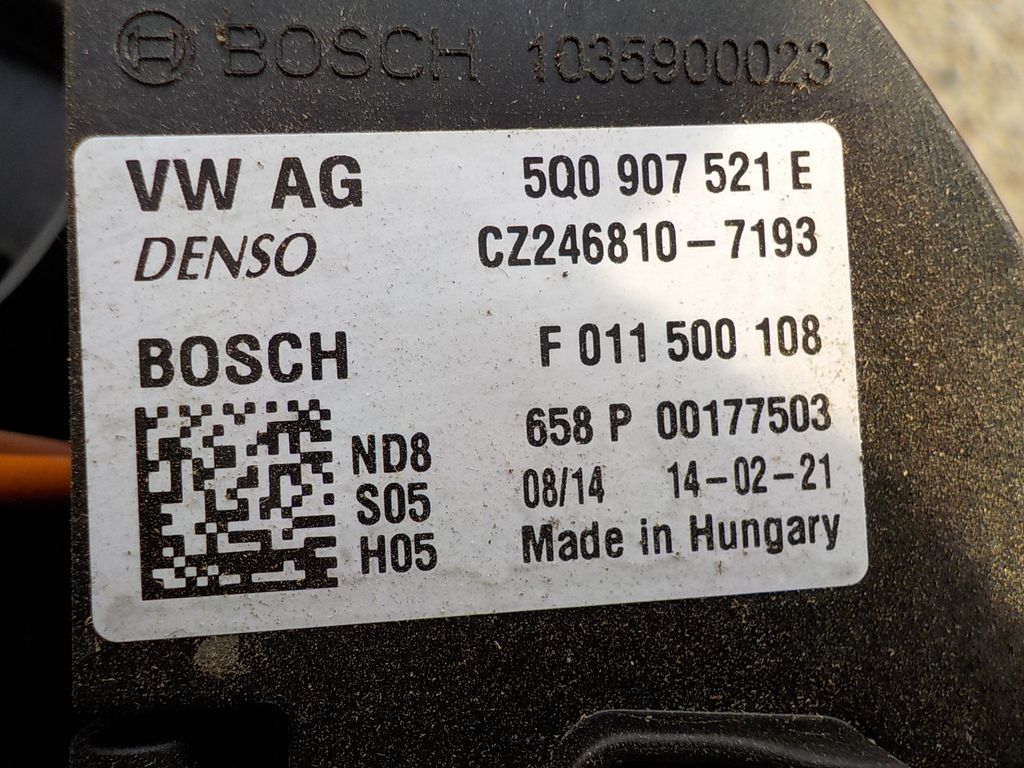 BOSCH 1035900023
VW AG 5Q0 907 521 E
DENSO CZ246810-7193
BOSCH F 011 500 108
658 P 00177503
ND8
08/14 14-02-21
S05
Made in Hungary
H05